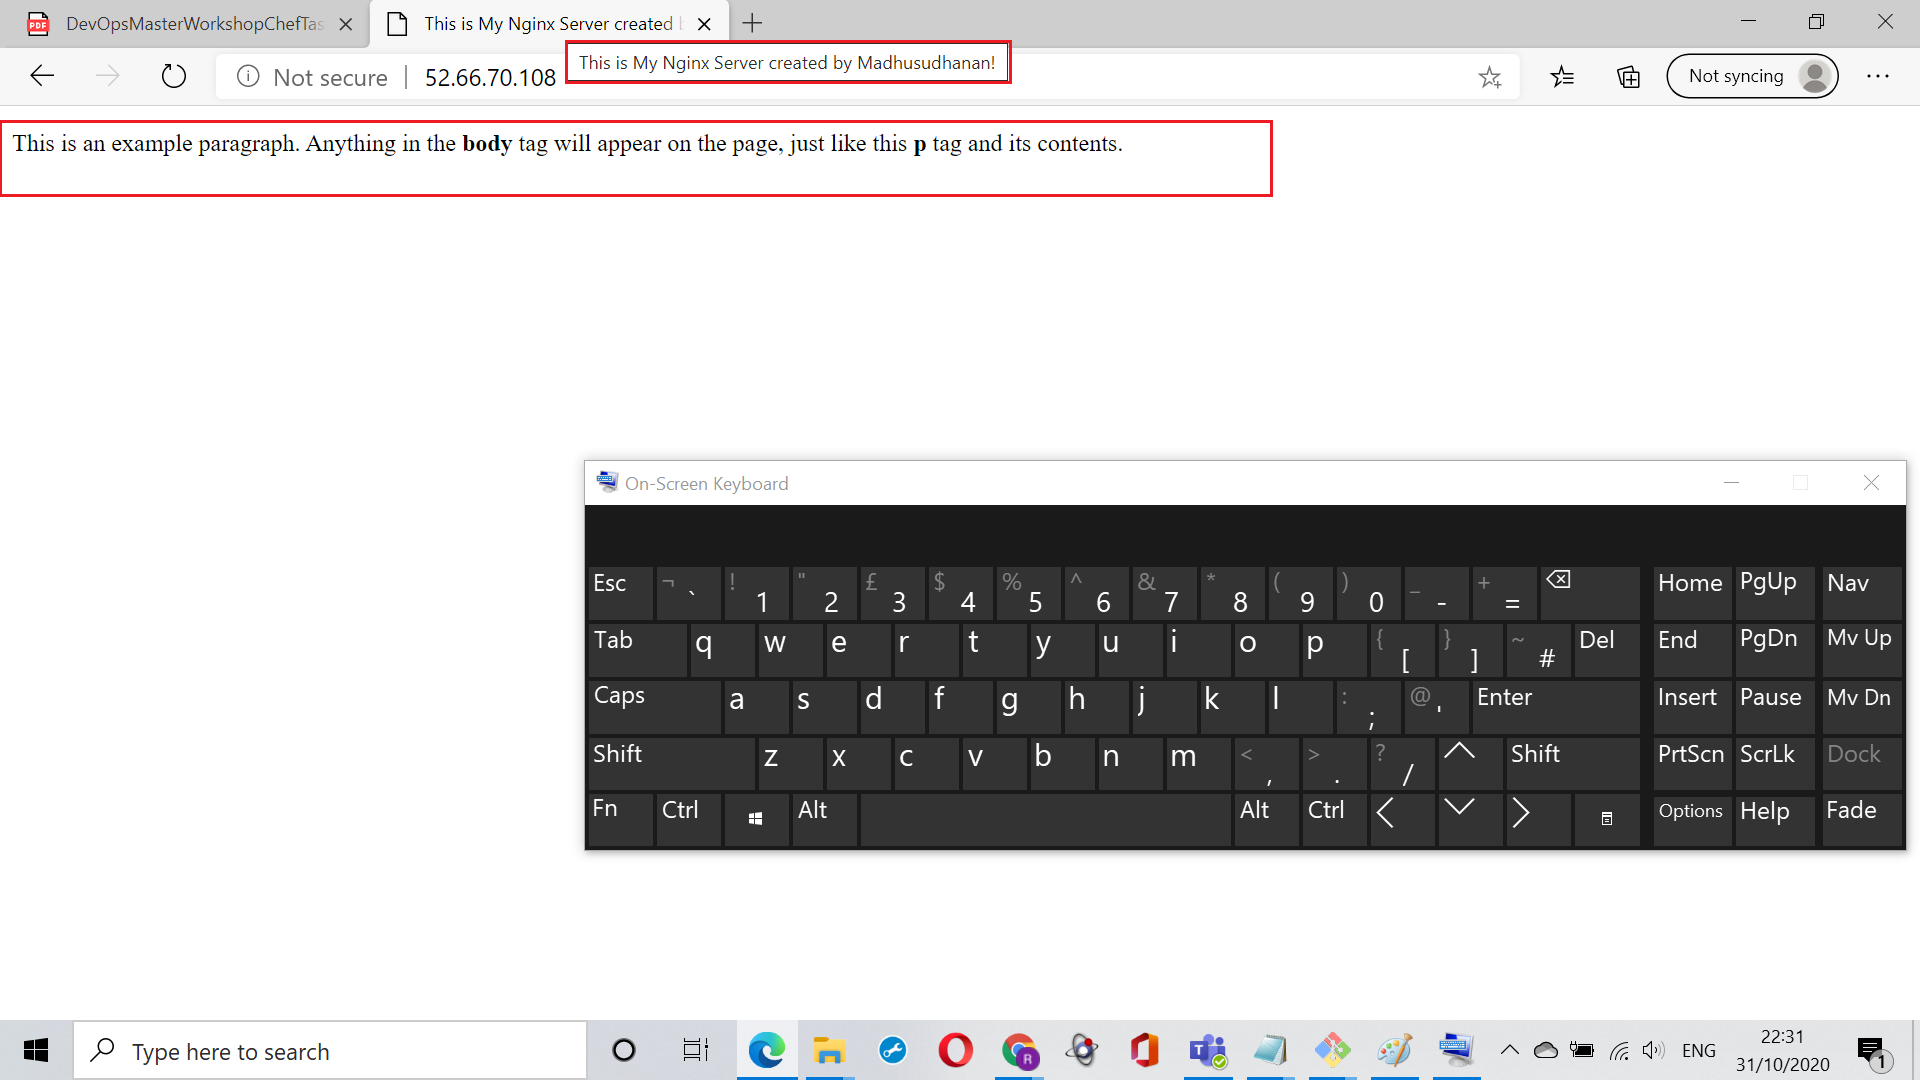 DevOpsMasterWorkshopChefTas
This is My Nginx Server created b
This is My Nginx Server created by Madhusudhanan!
Not secure
52.66.70.108
Not syncing
This is an example paragraph. Anything in the body tag will appear on the page, just like this p tag and its contents.
On-Screen Keyboard
Esc ¬ ` ! 1 " 2 £ 3 $ 4 % 5 ^ 6 & 7 * 8 ( 9 ) 0 _ - + = Home PgUp Nav
Tab q w e r t y u i o p { [ } ] ~ # Del End PgDn Mv Up
Caps a s d f g h j k l : ; @ ' Enter Insert Pause Mv Dn
Shift z x c v b n m < , > . ? / Shift PrtScn ScrLk Dock
Fn Ctrl Alt Alt Ctrl Options Help Fade
Type here to search
ENG
22:31
31/10/2020
1